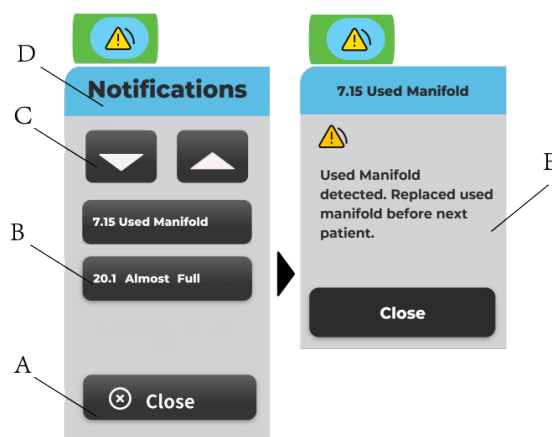 D
Notifications
C
7.15 Used Manifold
B
20.1 Almost Full
A
Close
7.15 Used Manifold
Used Manifold
detected. Replaced used
manifold before next
patient.
Close